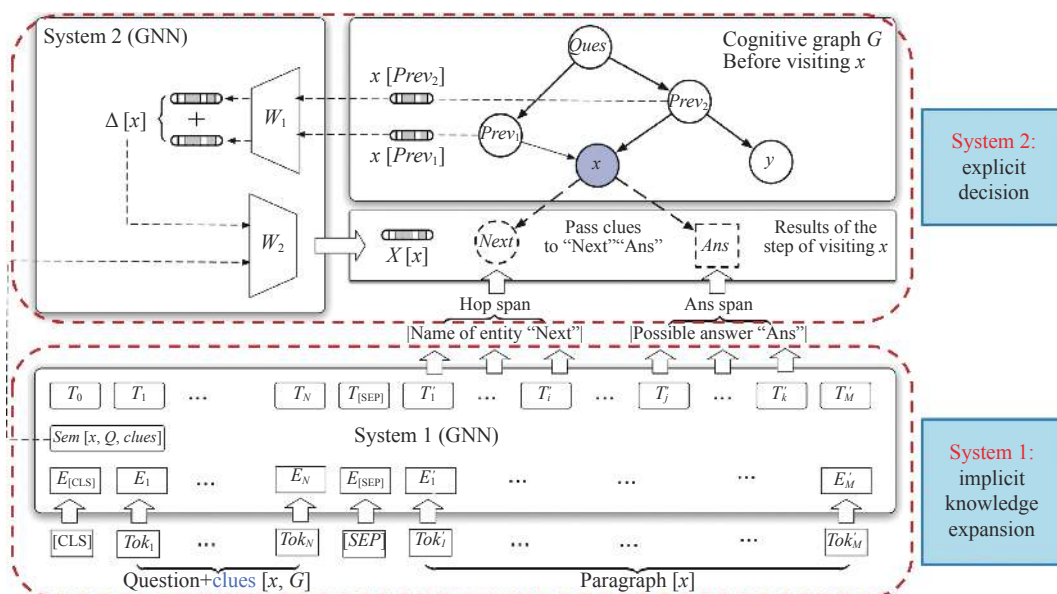 System 2 (GNN)
Δ [x]
+
W1
W2
x [Prev2]
x [Prev1]
Ques
Prev1
Prev2
x
y
Cognitive graph G
Before visiting x
X [x]
Next
Pass clues
to “Next”“Ans”
Ans
Results of the
step of visiting x
Hop span
Ans span
|Name of entity “Next”|
|Possible answer “Ans”|
System 2:
explicit
decision
T0 T1 ... TN T[SEP] T′1 ... T′i ... T′j ... T′k T′M
Sem [x, Q, clues]
System 1 (GNN)
E[CLS] E1 ... EN E[SEP] E′1 ... ... ... E′M
[CLS] Tok1 ... TokN [SEP] Tok′1 ... ... ... Tok′M
Question+clues [x, G]
Paragraph [x]
System 1:
implicit
knowledge
expansion